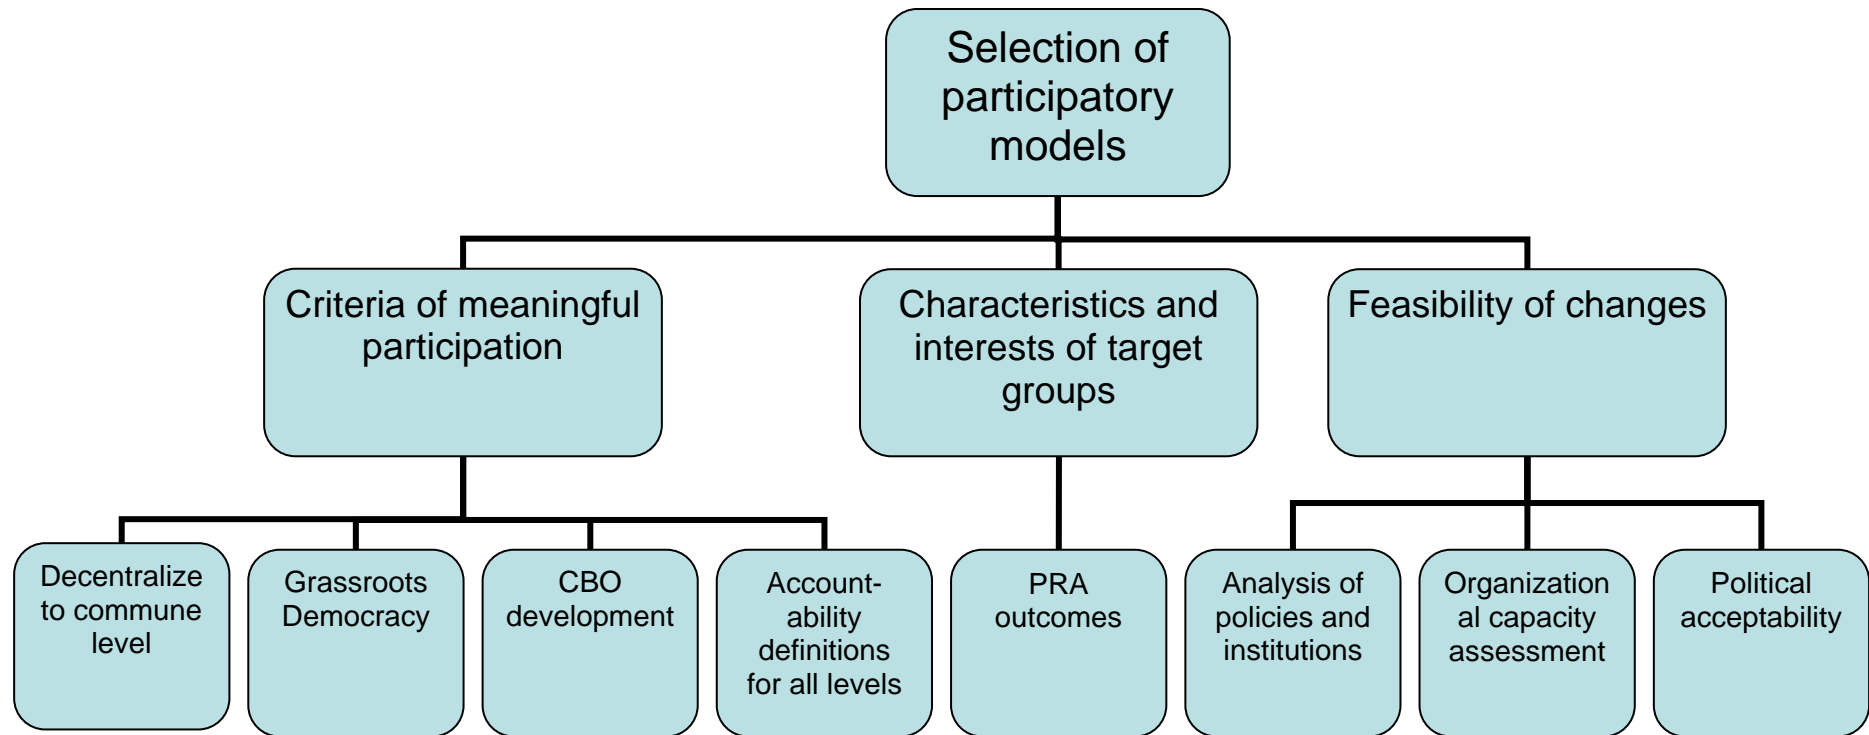 Selection of
participatory
models
Criteria of meaningful
participation
Characteristics and
interests of target
groups
Feasibility of changes
Decentralize
to commune
level
Grassroots
Democracy
CBO
development
Account-
ability
definitions
for all levels
PRA
outcomes
Analysis of
policies and
institutions
Organization
al capacity
assessment
Political
acceptability